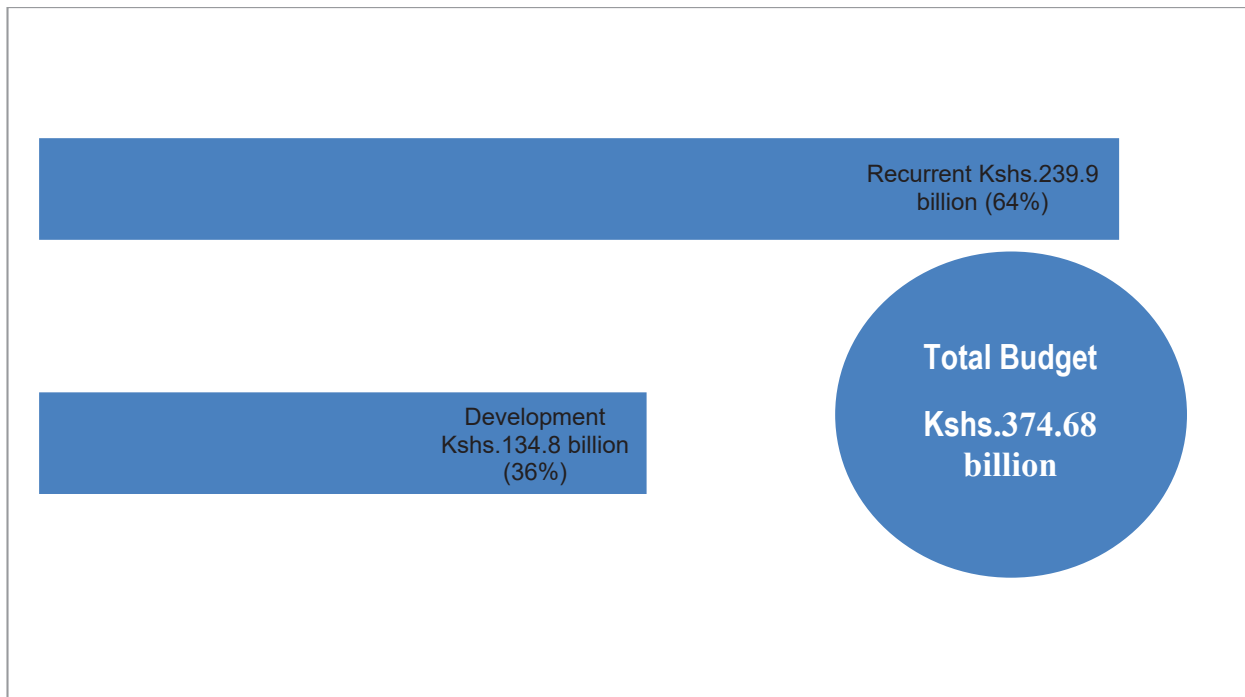 Recurrent Kshs.239.9
billion (64%)
Total Budget
Kshs.374.68
billion
Development
Kshs.134.8 billion
(36%)